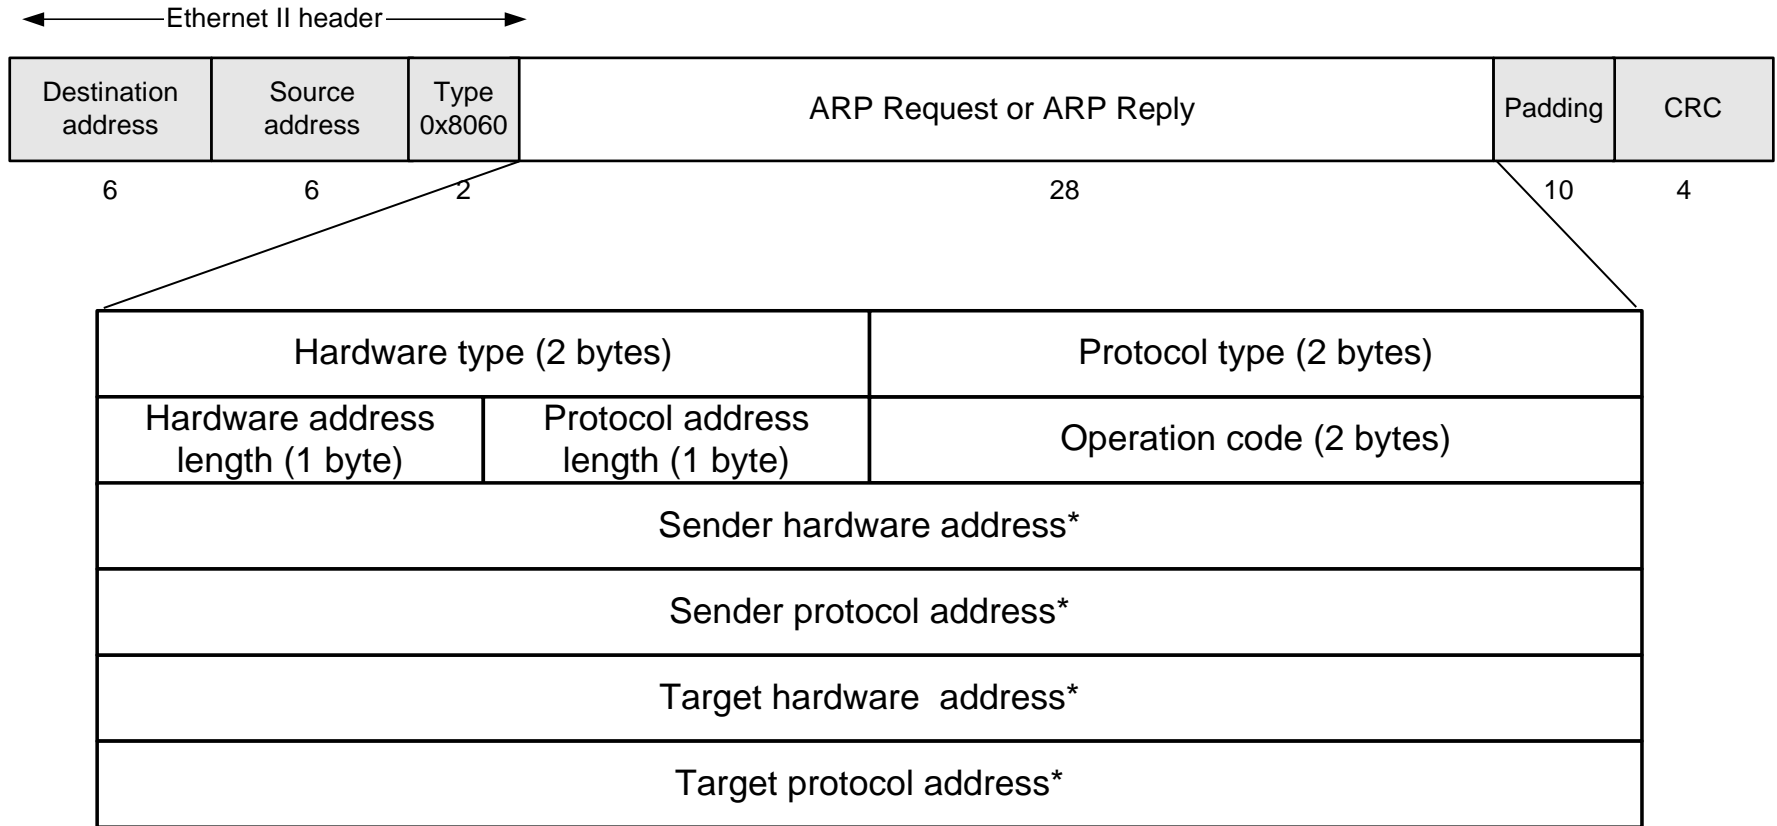 Ethernet II header
Destination
address
Source
address
Type
0x8060
ARP Request or ARP Reply
Padding
CRC
6
6
2
28
10
4
Hardware type (2 bytes)
Protocol type (2 bytes)
Hardware address
length (1 byte)
Protocol address
length (1 byte)
Operation code (2 bytes)
Sender hardware address*
Sender protocol address*
Target hardware address*
Target protocol address*